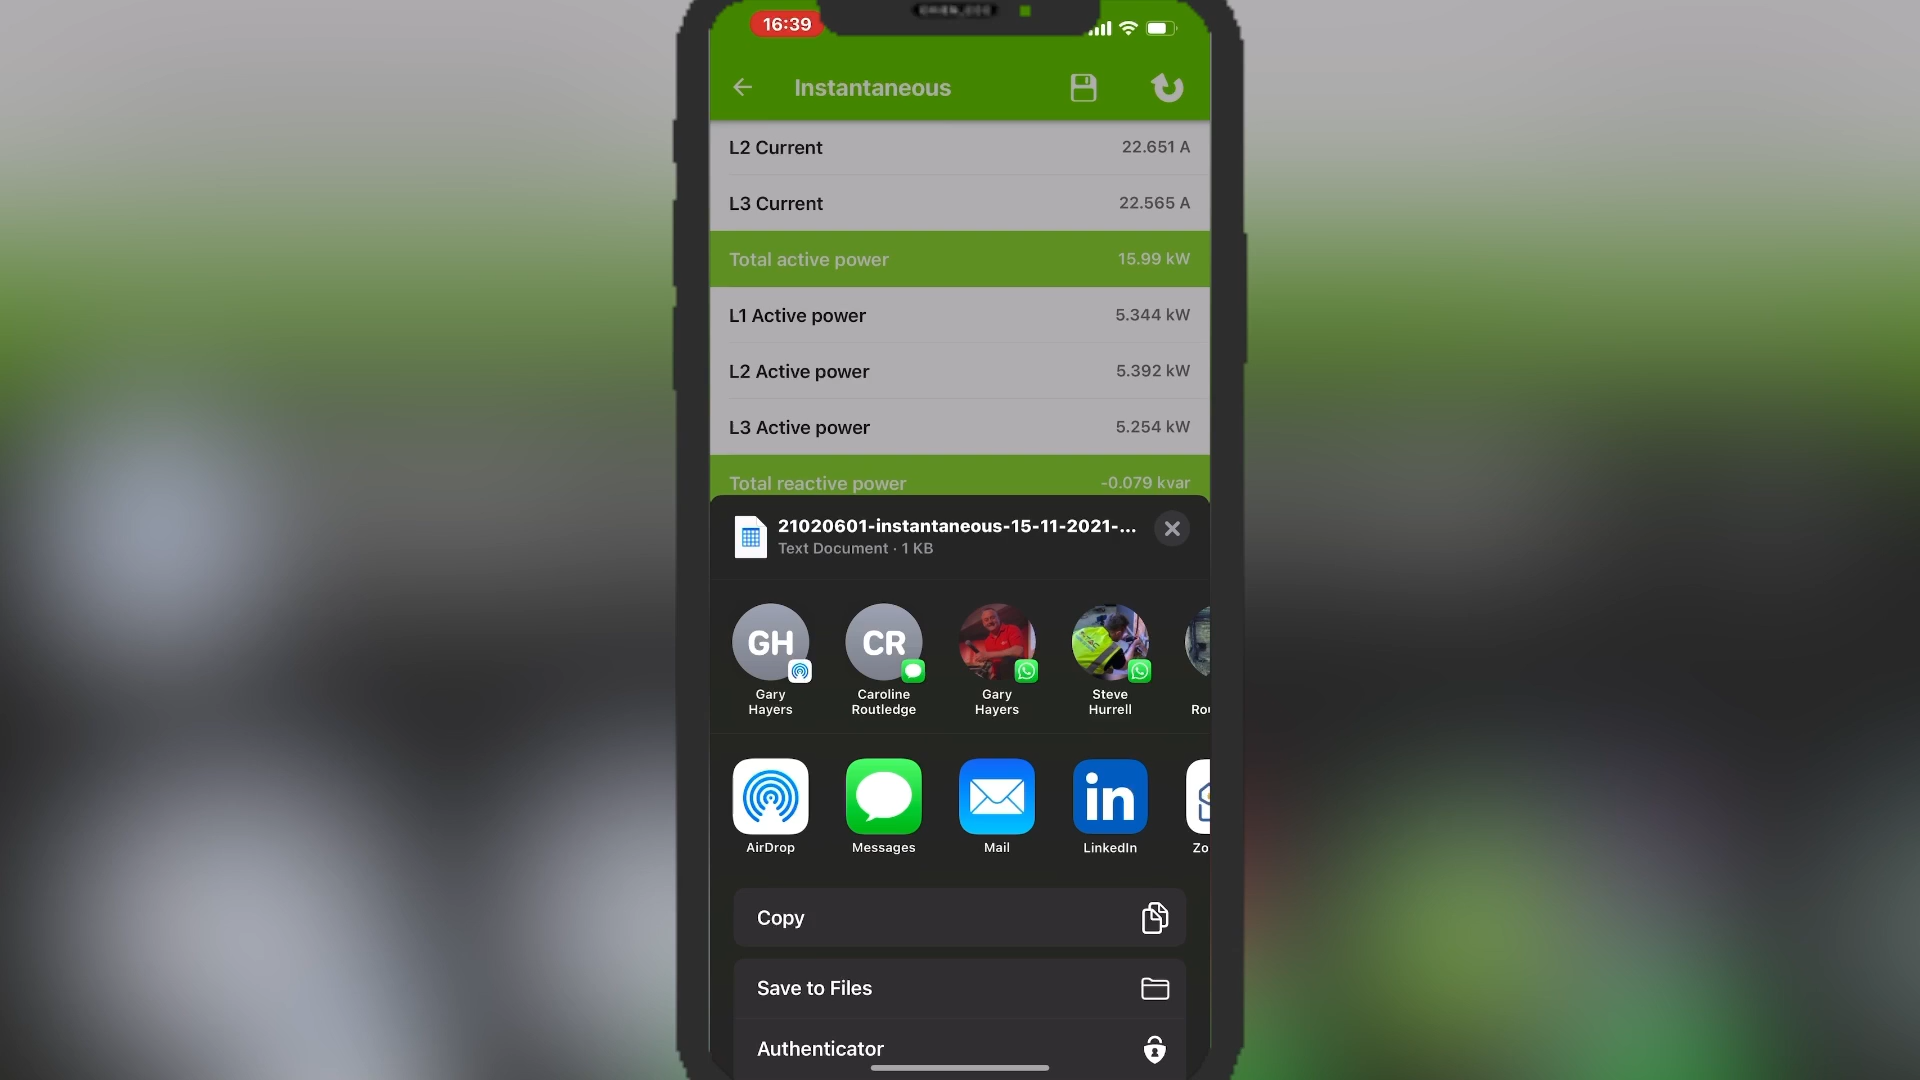 16:39
Instantaneous
L2 Current 22.651 A
L3 Current 22.565 A
Total active power 15.99 kW
L1 Active power 5.344 kW
L2 Active power 5.392 kW
L3 Active power 5.254 kW
Total reactive power -0.079 kvar
21020601-instantaneous-15-11-2021-...
Text Document · 1 KB
GH CR
Gary Hayers
Caroline Routledge
Gary Hayers
Steve Hurrell
AirDrop Messages Mail LinkedIn
Copy
Save to Files
Authenticator